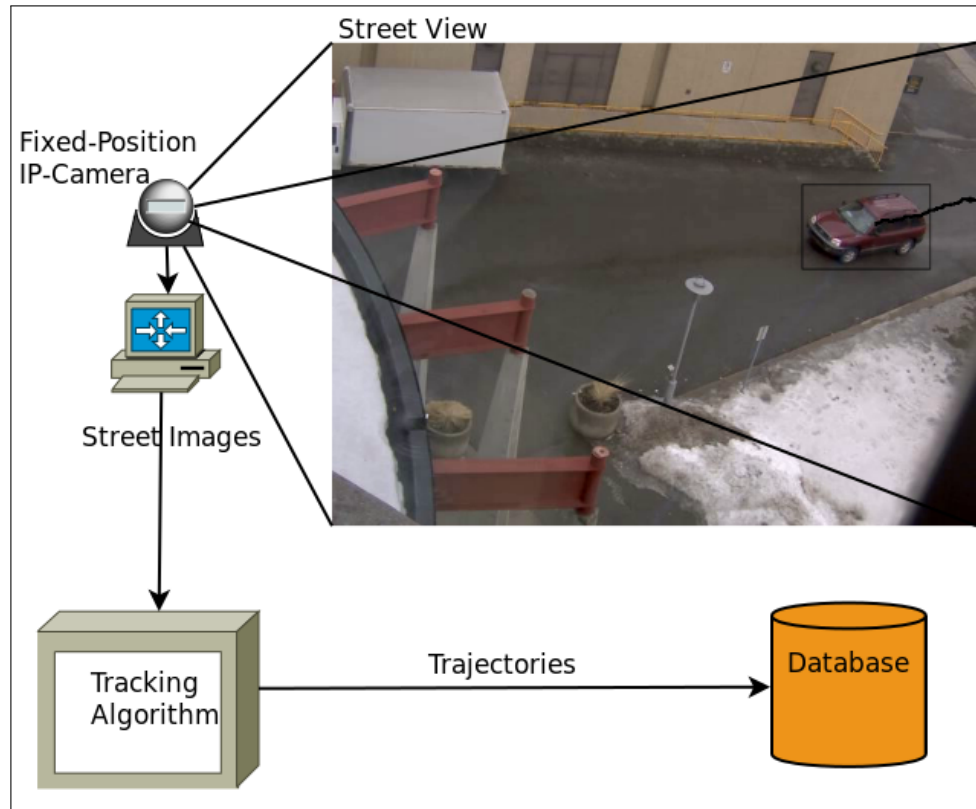 Street View
Fixed-Position
IP-Camera
Street Images
Tracking
Algorithm
Trajectories
Database